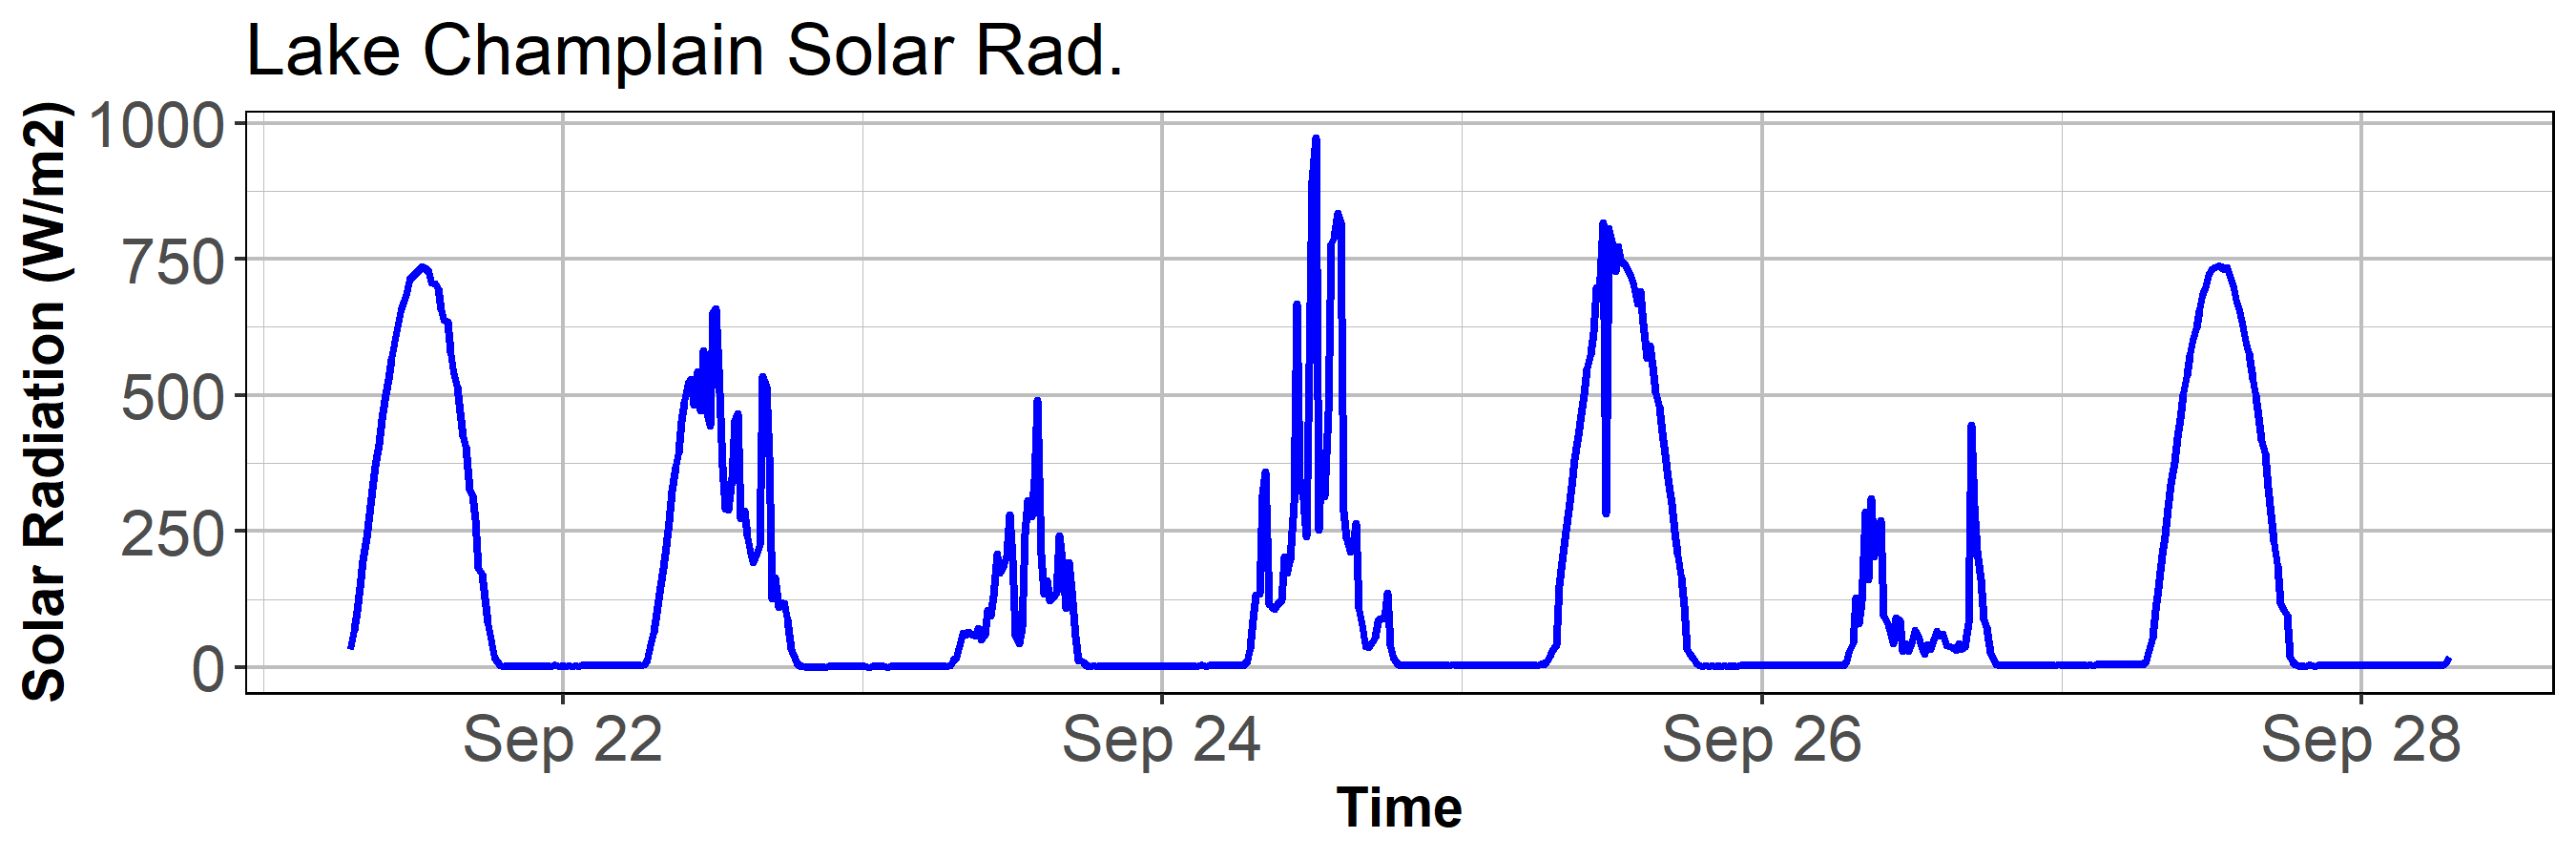 Lake Champlain Solar Rad.
Solar Radiation (W/m2)
1000
750
500
250
0
Sep 22 Sep 24 Sep 26 Sep 28
Time